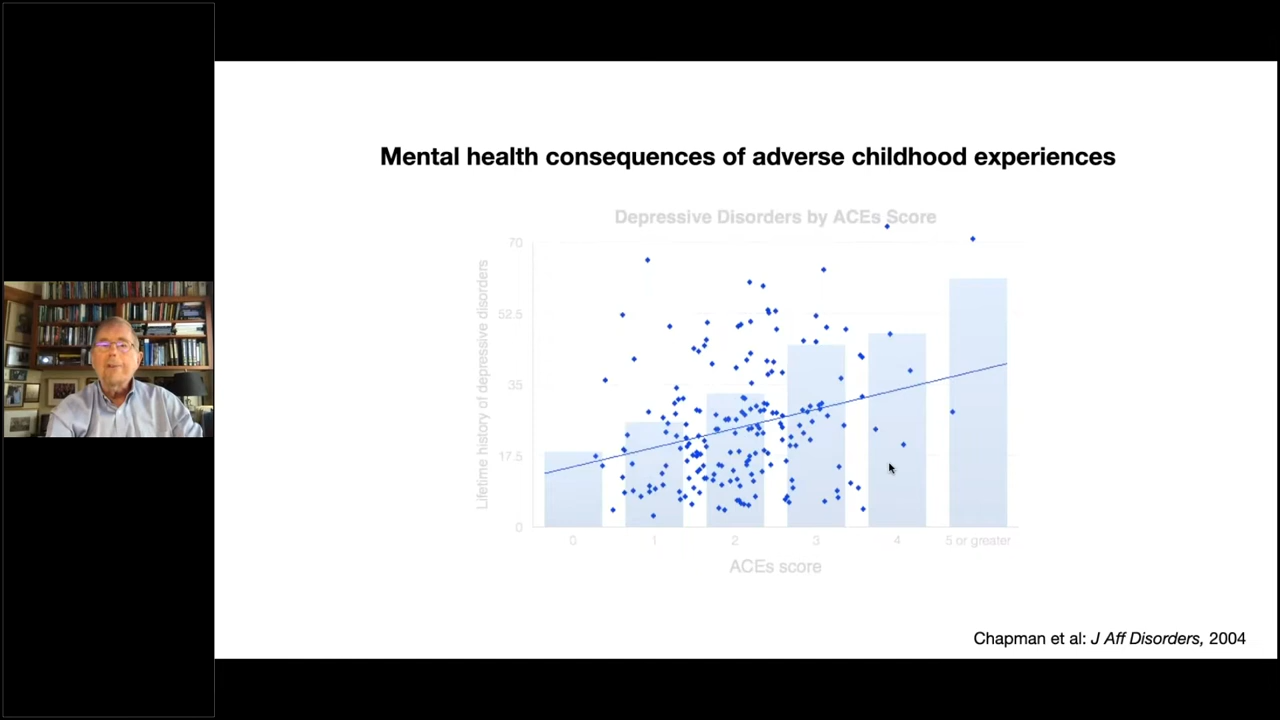 Mental health consequences of adverse childhood experiences
Depressive Disorders by ACEs Score
Lifetime history of depressive disorders
70
52.5
35
17.5
0
0 1 2 3 4 5 or greater
ACEs score
Chapman et al: J Aff Disorders, 2004